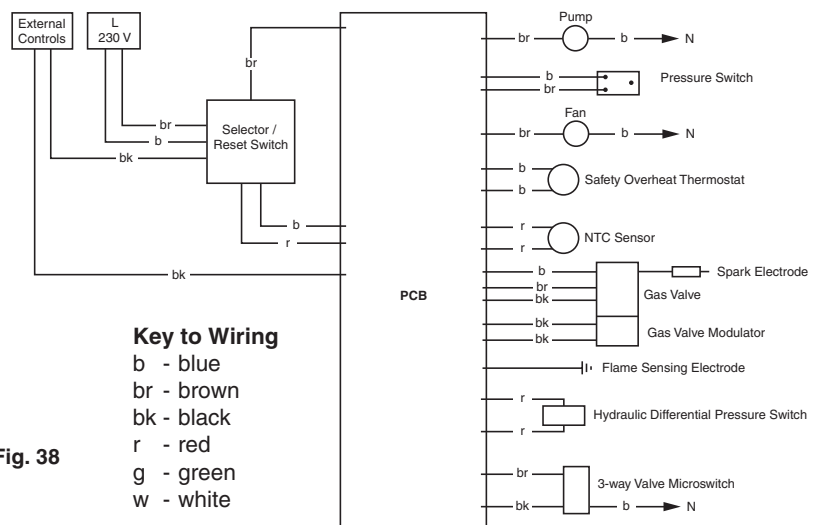 External
Controls
L
230 V
br
br
b
bk
Selector /
Reset Switch
b
r
bk
PCB
Pump
br
b
N
b
br
Pressure Switch
Fan
br
b
N
b
b
Safety Overheat Thermostat
r
r
NTC Sensor
b
br
bk
Spark Electrode
Gas Valve
bk
bk
Gas Valve Modulator
Flame Sensing Electrode
r
r
Hydraulic Differential Pressure Switch
br
3-way Valve Microswitch
bk
b
N
Key to Wiring
b - blue
br - brown
bk - black
r - red
g - green
w - white
Fig. 38